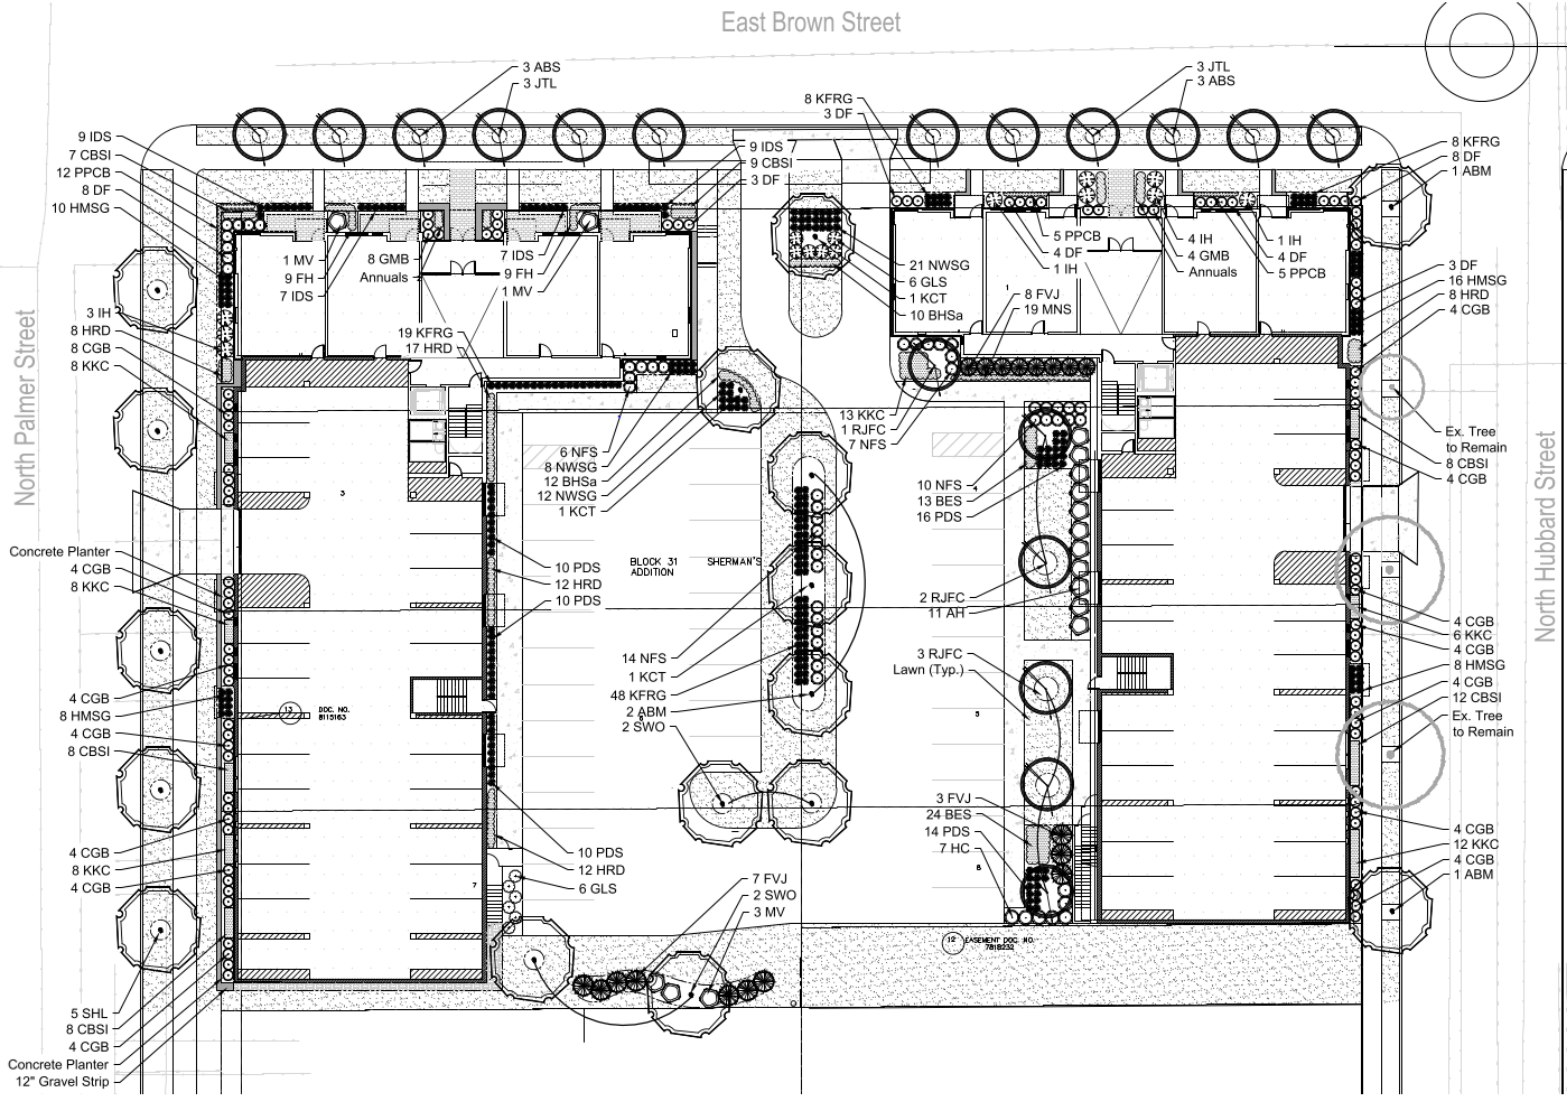 East Brown Street
3 ABS
3 JTL
3 JTL
3 ABS
8 KFRG
3 DF
9 IDS
7 CBSI
12 PPCB
8 DF
10 HMSG
9 IDS
9 CBSI
3 DF
8 KFRG
8 DF
1 ABM
1 MV
9 FH
7 IDS
8 GMB
Annuals
7 IDS
9 FH
1 MV
5 PPCB
4 DF
1 IH
4 IH
4 GMB
Annuals
1 IH
4 DF
5 PPCB
21 NWSG
6 GLS
1 KCT
10 BHSa
3 DF
16 HMSG
8 HRD
4 CGB
8 FVJ
19 MNS
3 IH
8 HRD
8 CGB
8 KKC
19 KFRG
17 HRD
North Palmer Street
13 KKC
1 RJFC
7 NFS
Ex. Tree
to Remain
8 CBSI
4 CGB
6 NFS
8 NWSG
12 BHSa
12 NWSG
1 KCT
10 NFS
13 BES
16 PDS
North Hubbard Street
3
Concrete Planter
4 CGB
8 KKC
10 PDS
12 HRD
10 PDS
BLOCK 31
ADDITION
SHERMAN'S
2 RJFC
11 AH
4 CGB
6 KKC
4 CGB
8 HMSG
4 CGB
12 CBSI
Ex. Tree
to Remain
14 NFS
1 KCT
48 KFRG
2 ABM
2 SWO
3 RJFC
Lawn (Typ.)
4 CGB
8 HMSG
4 CGB
8 CBSI
13
DOC. NO.
8115163
5
3 FVJ
24 BES
14 PDS
7 HC
4 CGB
12 KKC
4 CGB
1 ABM
4 CGB
8 KKC
4 CGB
10 PDS
12 HRD
6 GLS
7
7 FVJ
2 SWO
3 MV
12
EASEMENT DOC. NO.
7818232
5 SHL
8 CBSI
4 CGB
Concrete Planter
12" Gravel Strip